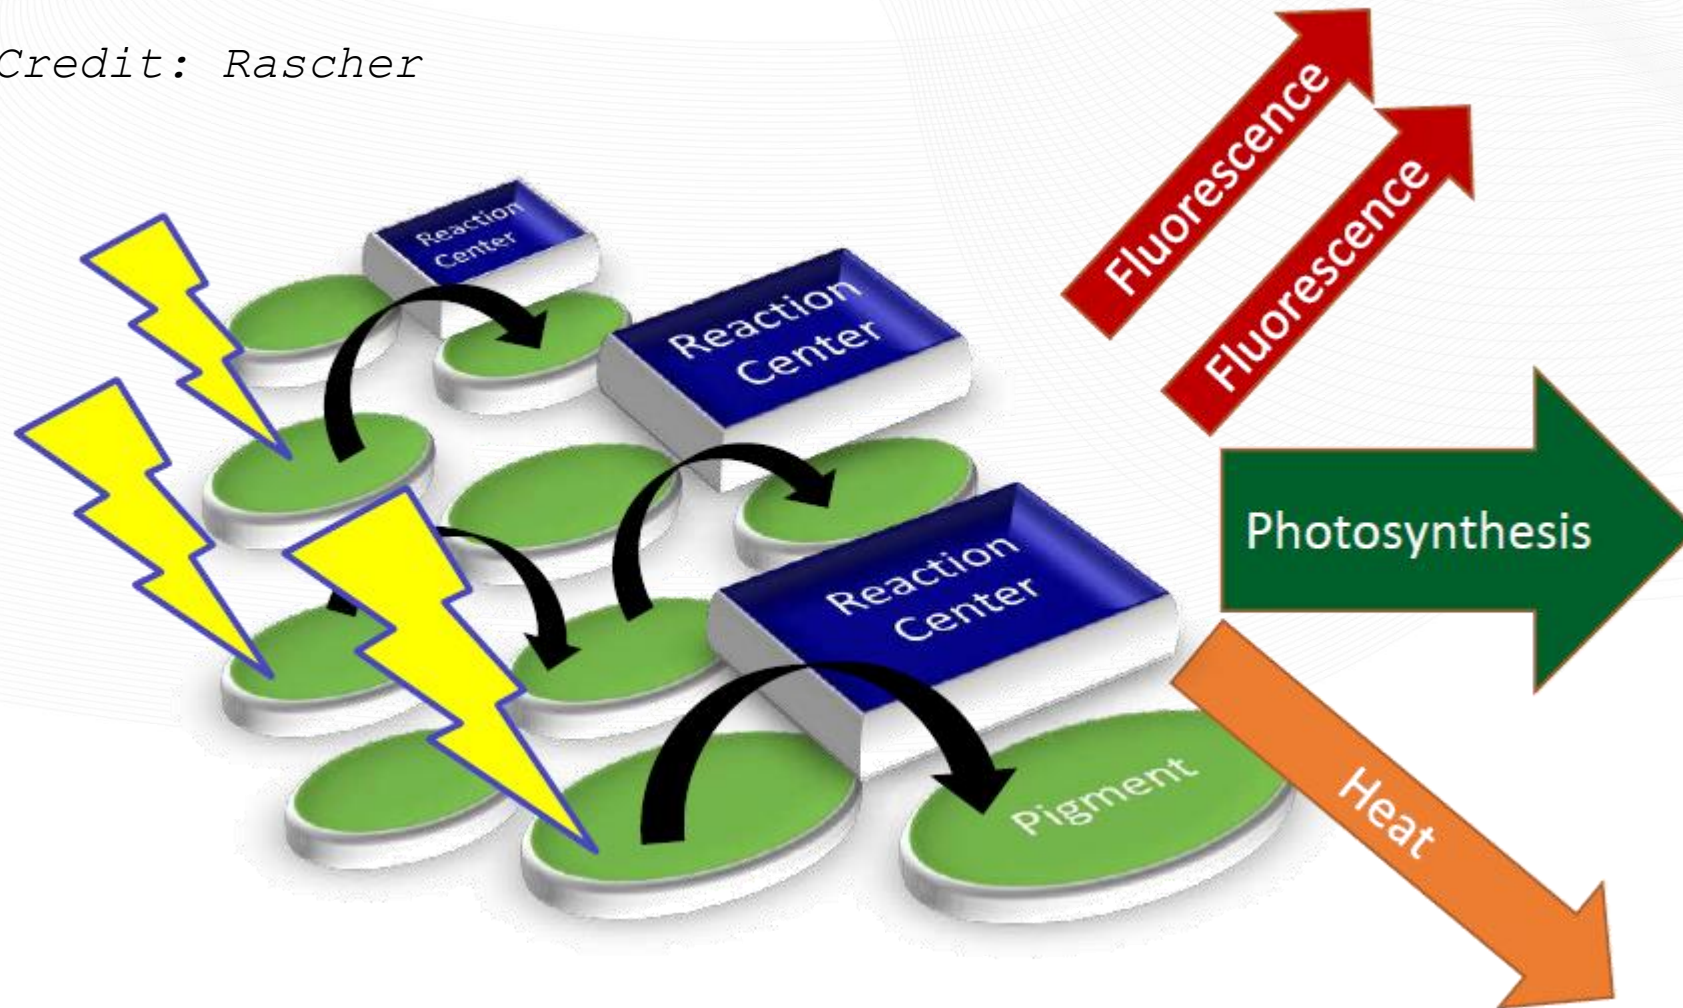 Credit: Rascher
Fluorescence
Fluorescence
Reaction
Center
Reaction
Center
Reaction
Center
Photosynthesis
Pigment
Heat